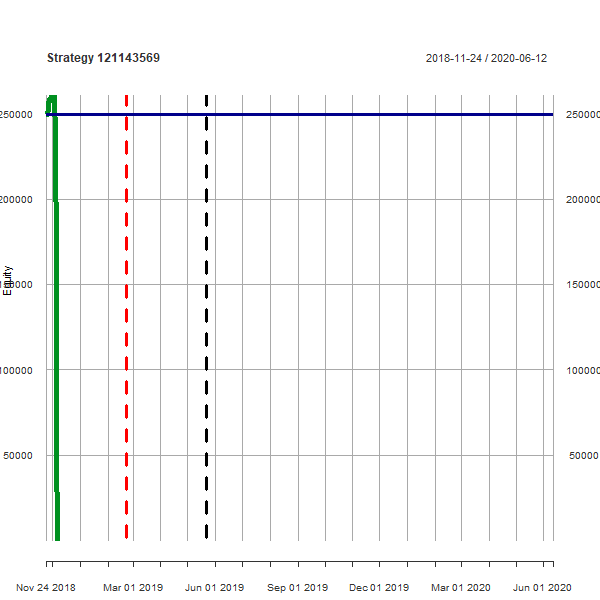 Strategy 121143569
2018-11-24 / 2020-06-12
250000 250000
200000 200000
Equity
150000 150000
100000 100000
50000 50000
Nov 24 2018 Mar 01 2019 Jun 01 2019 Sep 01 2019 Dec 01 2019 Mar 01 2020 Jun 01 2020